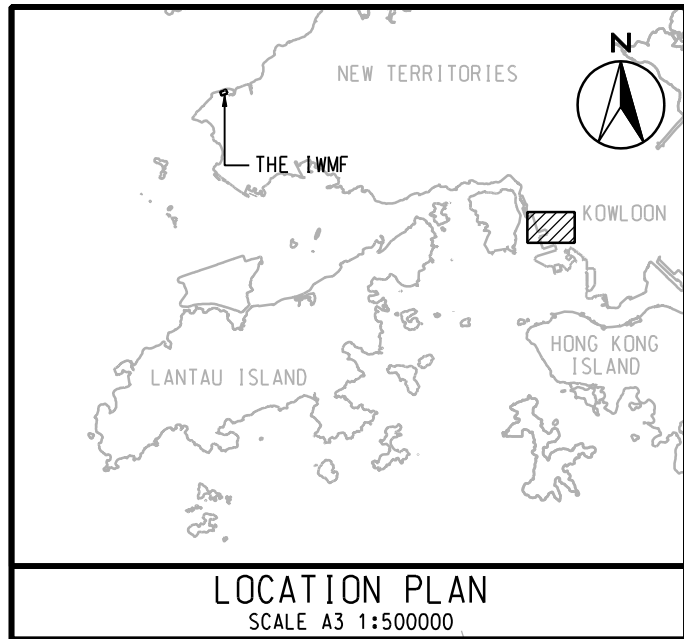 N
NEW TERRITORIES
THE IWMF
KOWLOON
HONG KONG
ISLAND
LANTAU ISLAND
LOCATION PLAN
SCALE A3 1:500000